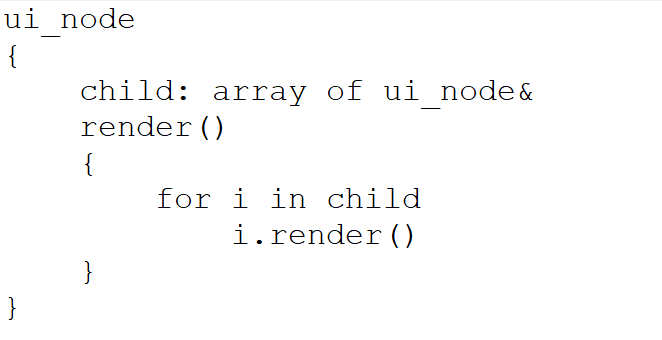 ui_node
{
    child: array of ui_node&
    render()
    {
        for i in child
            i.render()
    }
}